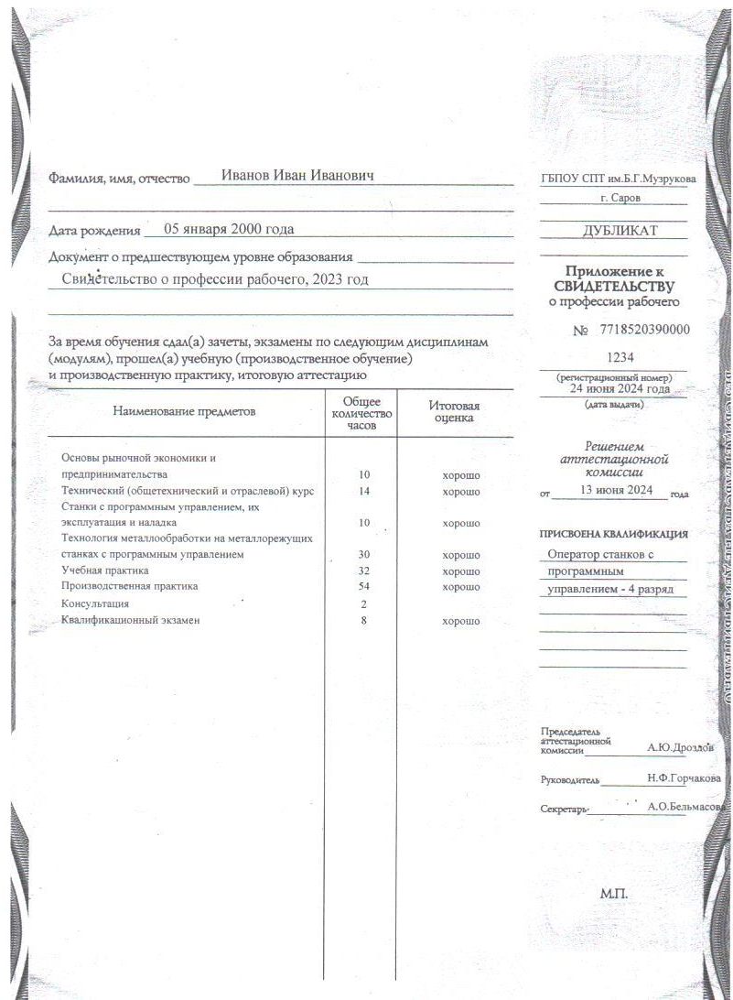 Фамилия, имя, отчество Иванов Иван Иванович
Дата рождения 05 января 2000 года
Документ о предшествующем уровне образования
Свидетельство о профессии рабочего, 2023 год
За время обучения сдал(а) зачеты, экзамены по следующим дисциплинам
(модулям), прошел(а) учебную (производственное обучение)
и производственную практику, итоговую аттестацию
Наименование предметов Общее количество часов Итоговая оценка
Основы рыночной экономики и
предпринимательства 10 хорошо
Технический (общетехнический и отраслевой) курс 14 хорошо
Станки с программным управлением, их
эксплуатация и наладка 10 хорошо
Технология металлообработки на металлорежущих
станках с программным управлением 30 хорошо
Учебная практика 32 хорошо
Производственная практика 54 хорошо
Консультация 2
Квалификационный экзамен 8 хорошо
ГБПОУ СПТ им.Б.Г.Музрукова
г. Саров
ДУБЛИКАТ
Приложение к
СВИДЕТЕЛЬСТВУ
о профессии рабочего
№ 7718520390000
1234
(регистрационный номер)
24 июня 2024 года
(дата выдачи)
Решением
аттестационной
комиссии
от 13 июня 2024 года
ПРИСВОЕНА КВАЛИФИКАЦИЯ
Оператор станков с
программным
управлением - 4 разряд
Председатель
аттестационной
комиссии А.Ю.Дроздов
Руководитель Н.Ф.Горчакова
Секретарь А.О.Бельмасова
М.П.